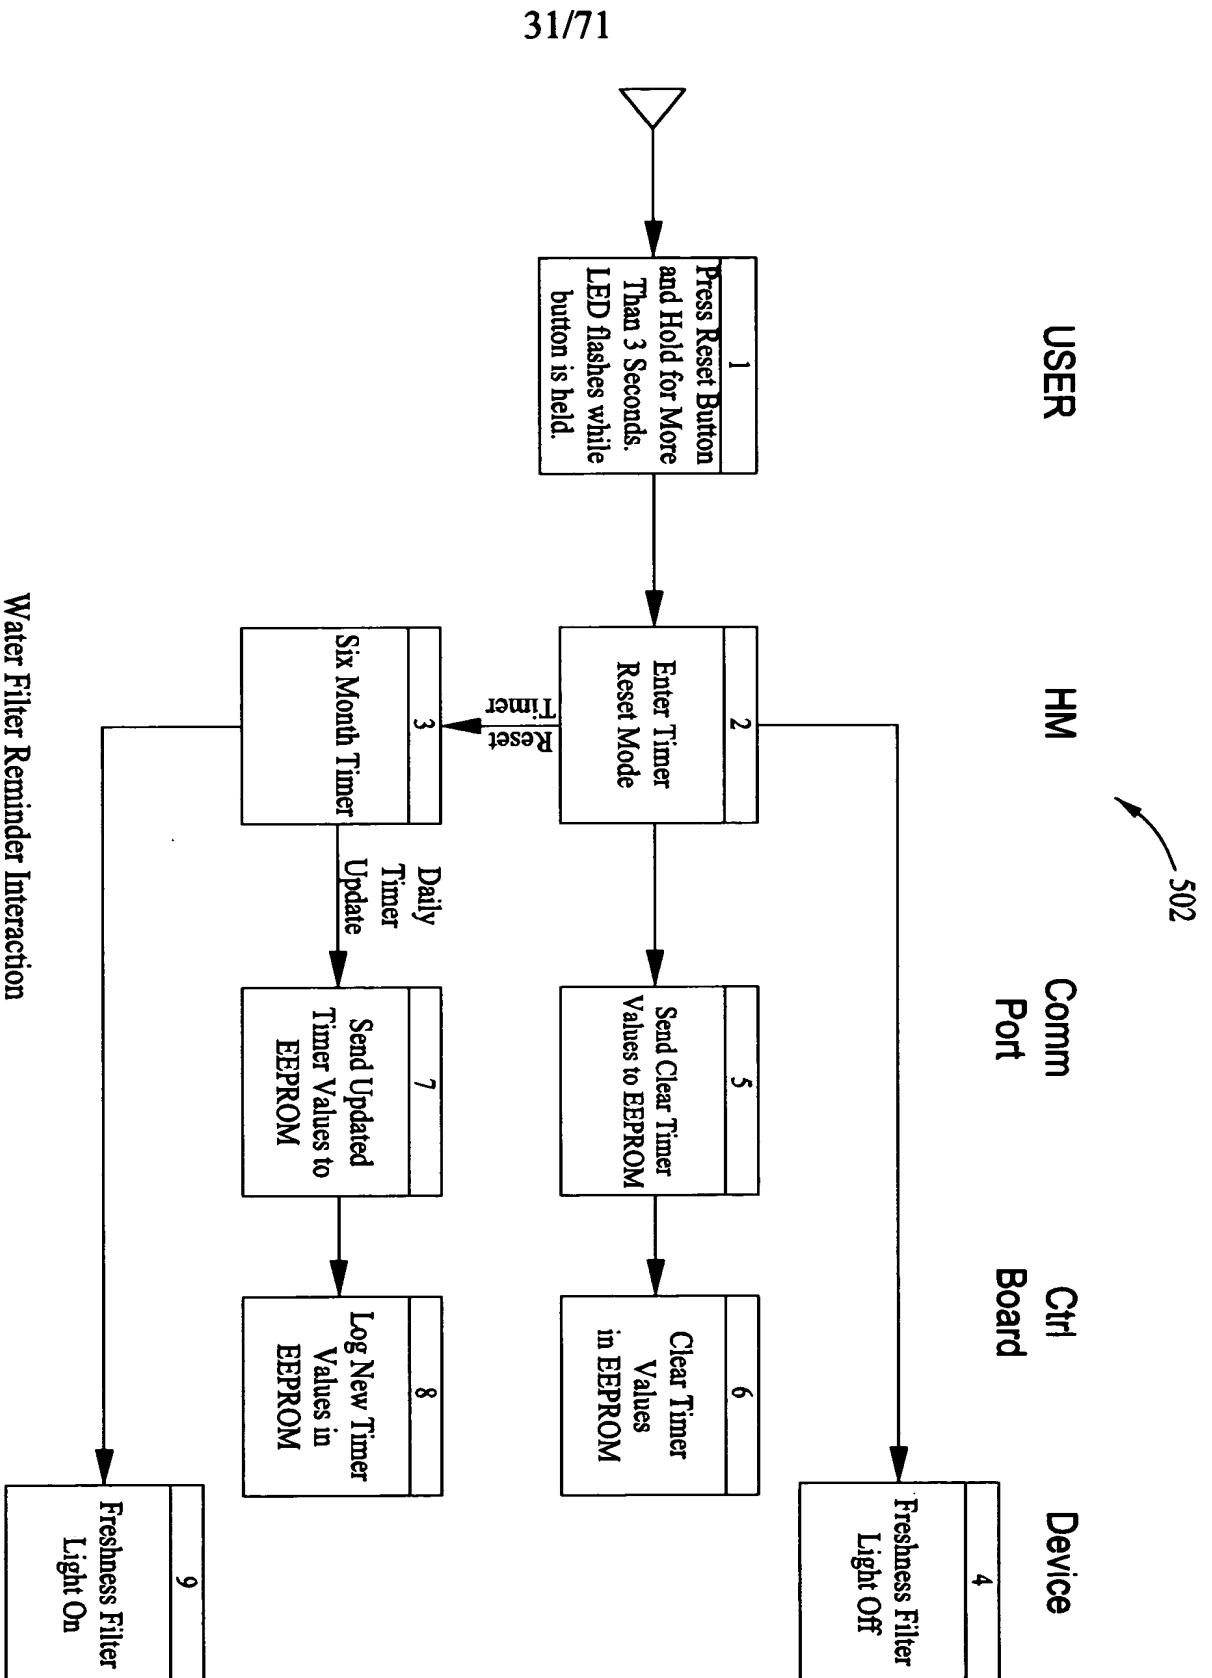 31/71
502
USER
HM
Comm
Port
Ctrl
Board
Device
4
Freshness Filter
Light Off
1
Press Reset Button
and Hold for More
Than 3 Seconds.
LED flashes while
button is held.
2
Enter Timer
Reset Mode
5
Send Clear Timer
Values to EEPROM
6
Clear Timer
Values
in EEPROM
Reset
Timer
3
Six Month Timer
Daily
Timer
Update
7
Send Updated
Timer Values to
EEPROM
8
Log New Timer
Values in
EEPROM
9
Freshness Filter
Light On
Water Filter Reminder Interaction